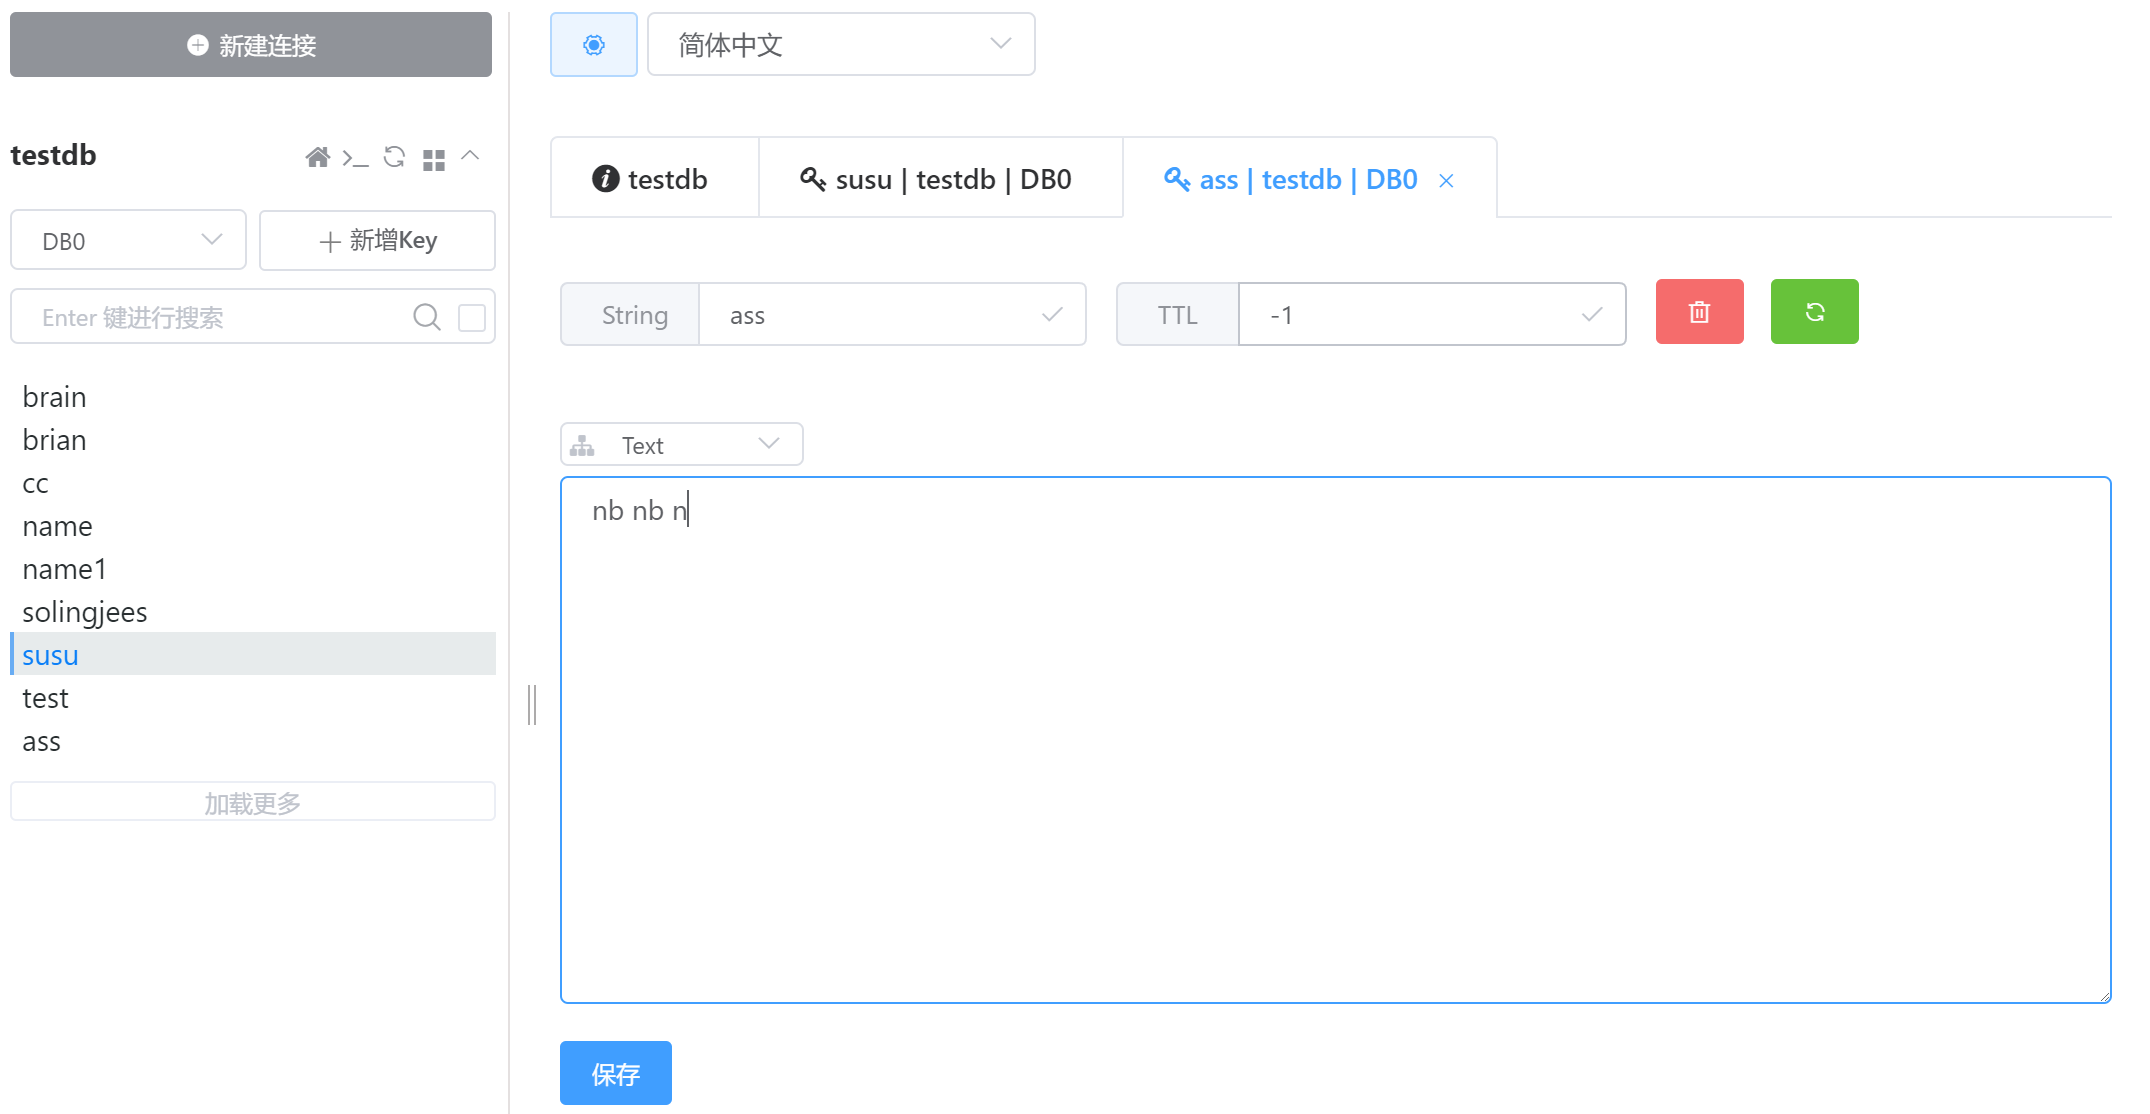 新建连接
testdb
DB0
新增Key
Enter 键进行搜索
brain
brian
cc
name
name1
solingjees
susu
test
ass
加载更多
简体中文
testdb
susu | testdb | DB0
ass | testdb | DB0
String ass
TTL -1
Text
nb nb n
保存